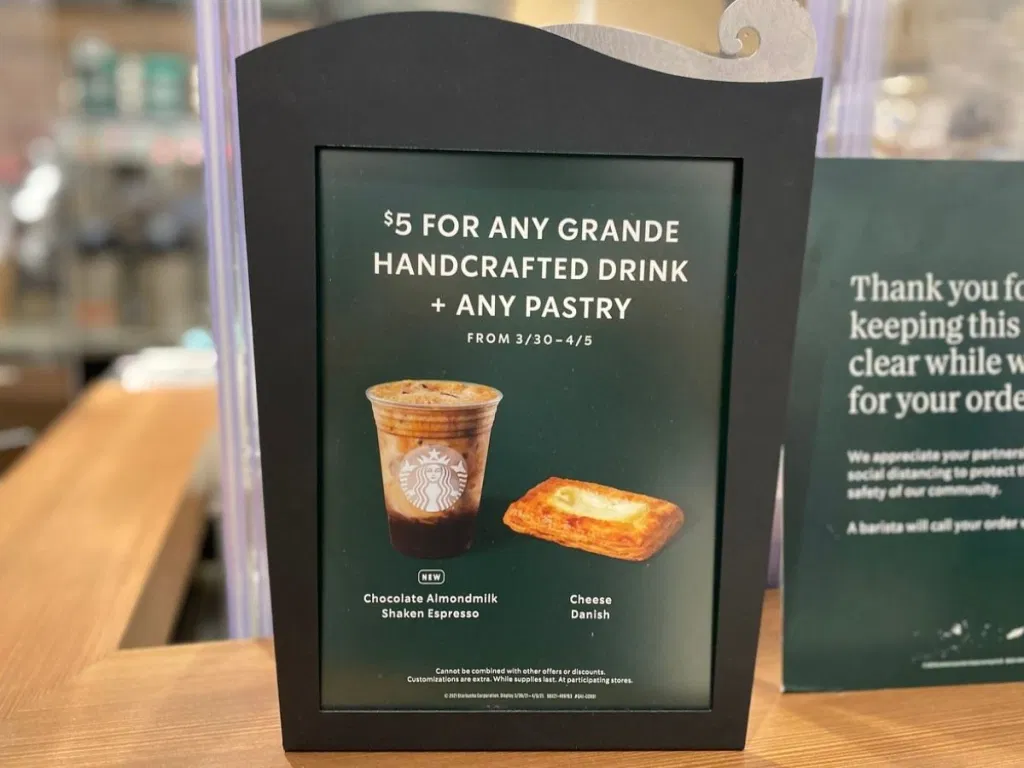 $5 FOR ANY GRANDE
HANDCRAFTED DRINK
+ ANY PASTRY
FROM 3/30–4/5
NEW
Chocolate Almondmilk
Shaken Espresso
Cheese
Danish
Cannot be combined with other offers or discounts.
Customizations are extra. While supplies last. At participating stores.
© 2021 Starbucks Corporation.
Thank you
keeping this
clear while
for your
We appreciate your
social distancing to protect
safety of our community.
A barista will call your order